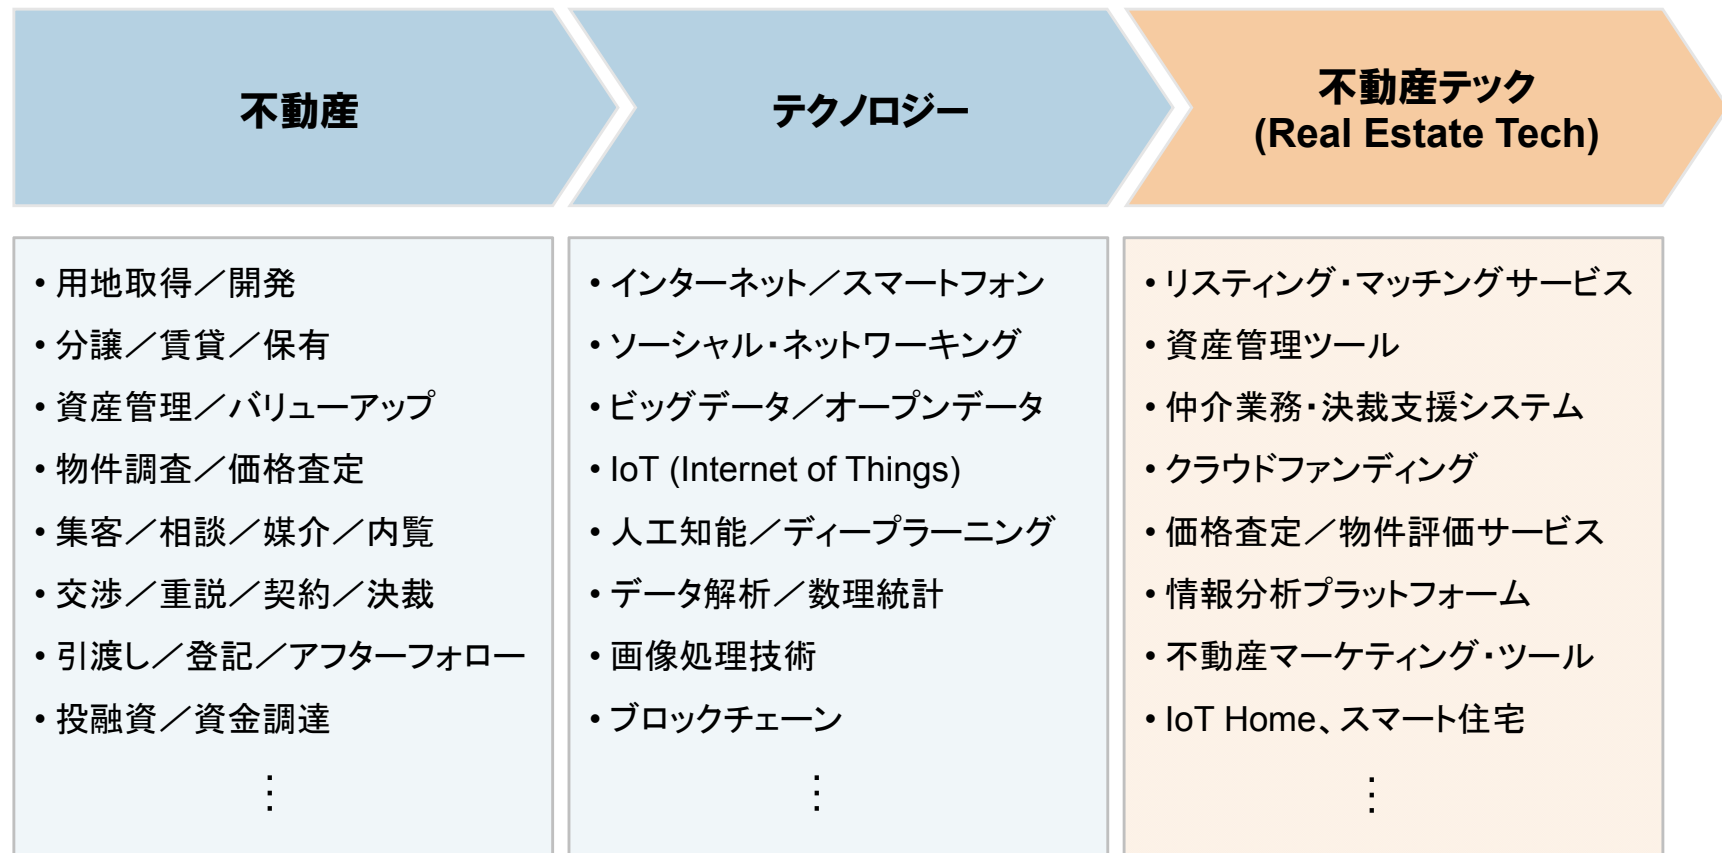 不動産
テクノロジー
不動産テック
(Real Estate Tech)
• 用地取得／開発
• 分譲／賃貸／保有
• 資産管理／バリューアップ
• 物件調査／価格査定
• 集客／相談／媒介／内覧
• 交渉／重説／契約／決裁
• 引渡し／登記／アフターフォロー
• 投融資／資金調達
⋮
• インターネット／スマートフォン
• ソーシャル・ネットワーキング
• ビッグデータ／オープンデータ
• IoT (Internet of Things)
• 人工知能／ディープラーニング
• データ解析／数理統計
• 画像処理技術
• ブロックチェーン
⋮
• リスティング・マッチングサービス
• 資産管理ツール
• 仲介業務・決裁支援システム
• クラウドファンディング
• 価格査定／物件評価サービス
• 情報分析プラットフォーム
• 不動産マーケティング・ツール
• IoT Home、スマート住宅
⋮